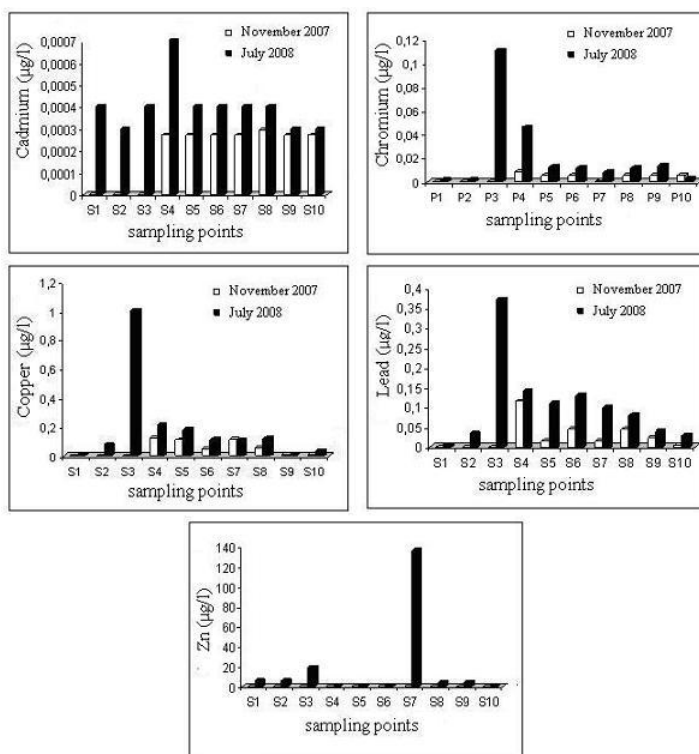 Cadmium (µg/l)
0,0007
0,0006
0,0005
0,0004
0,0003
0,0002
0,0001
0
November 2007
July 2008
S1 S2 S3 S4 S5 S6 S7 S8 S9 S10
sampling points
Chromium (µg/l)
0,12
0,1
0,08
0,06
0,04
0,02
0
November 2007
July 2008
P1 P2 P3 P4 P5 P6 P7 P8 P9 P10
sampling points
Copper (µg/l)
1,2
1
0,8
0,6
0,4
0,2
0
November 2007
July 2008
S1 S2 S3 S4 S5 S6 S7 S8 S9 S10
sampling points
Lead (µg/l)
0,4
0,35
0,3
0,25
0,2
0,15
0,1
0,05
0
November 2007
July 2008
S1 S2 S3 S4 S5 S6 S7 S8 S9 S10
sampling points
Zn (µg/l)
140
120
100
80
60
40
20
0
S1 S2 S3 S4 S5 S6 S7 S8 S9 S10
sampling points